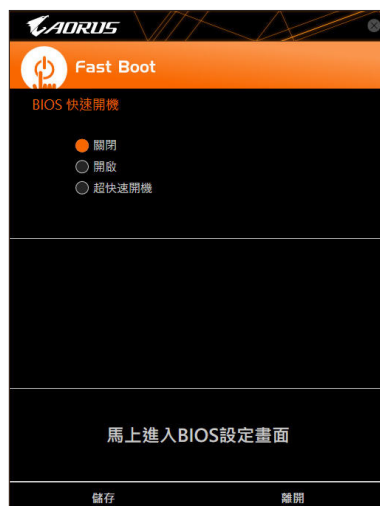 AORUS
Fast Boot
BIOS 快速開機
關閉
開啟
超快速開機
馬上進入BIOS設定畫面
儲存 離開